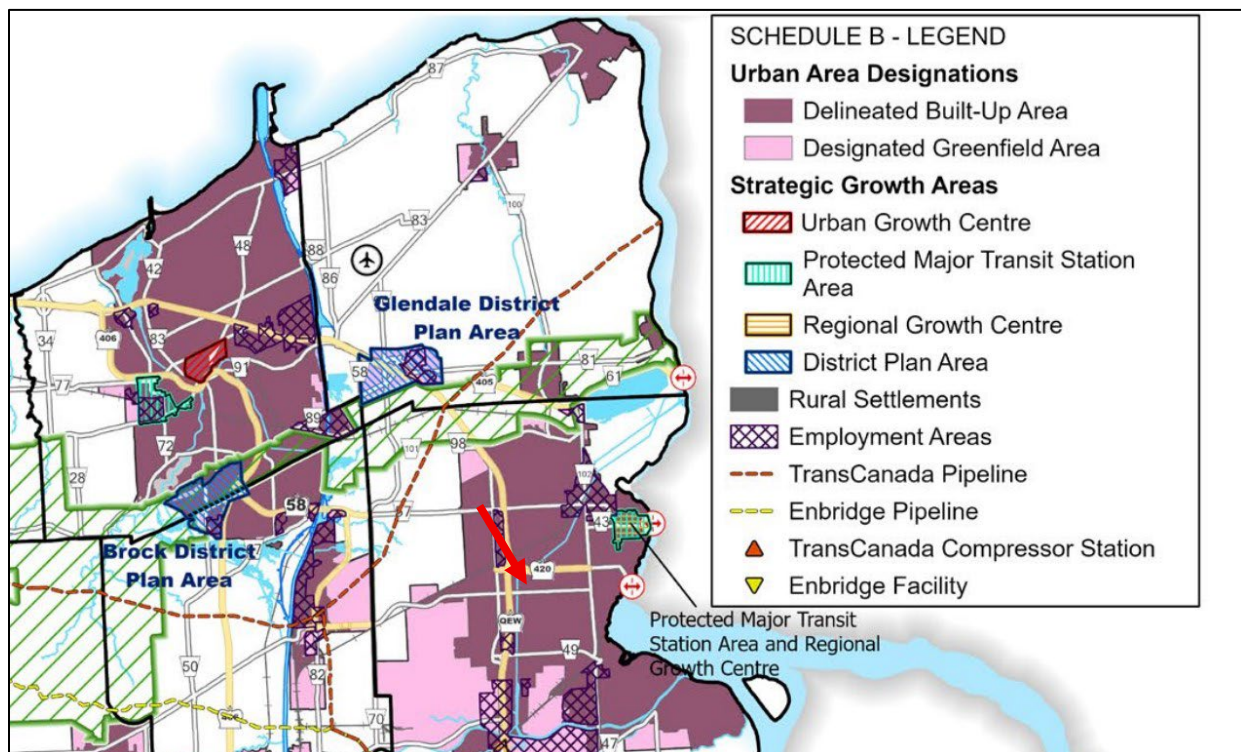 SCHEDULE B - LEGEND
Urban Area Designations
Delineated Built-Up Area
Designated Greenfield Area
Strategic Growth Areas
Urban Growth Centre
Protected Major Transit Station
Area
Regional Growth Centre
District Plan Area
Rural Settlements
Employment Areas
TransCanada Pipeline
Enbridge Pipeline
TransCanada Compressor Station
Enbridge Facility
87
100
83
48
88
42
86
Glendale District
Plan Area
34
83
406
91
58
77
81
61
405
89
72
98
101
28
102
58
57
43
Brock District
Plan Area
420
QEW
Protected Major Transit
Station Area and Regional
Growth Centre
49
50
82
70
47